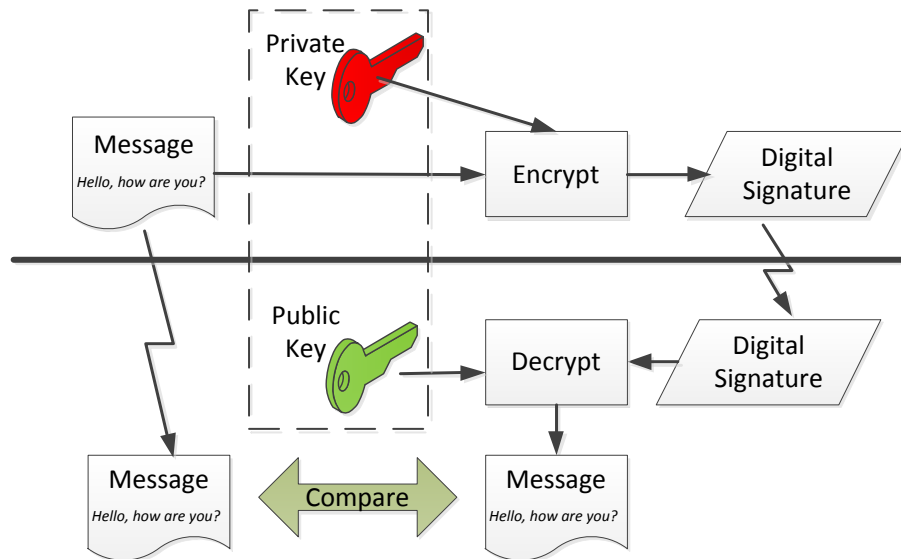 Private
Key
Message
Hello, how are you?
Encrypt
Digital
Signature
Public
Key
Decrypt
Digital
Signature
Message
Hello, how are you?
Compare
Message
Hello, how are you?